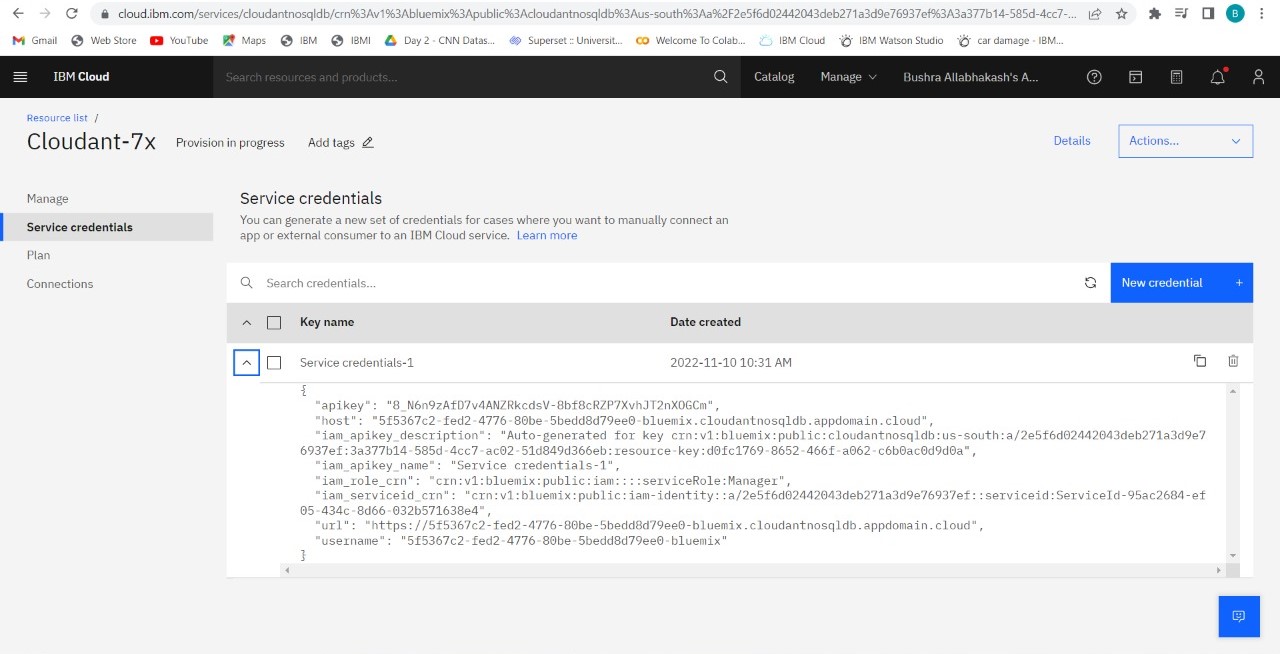 cloud.ibm.com/services/cloudantnosqldb/crn%3Av1%3Abluemix%3Apublic%3Acloudantnosqldb%3Aus-south%3Aa%2F2e5f6d02442043deb271a3d9e76937ef%3A3a377b14-585d-4cc7-...
B
Gmail Web Store YouTube Maps IBM IBMI Day 2 - CNN Datas... Superset :: Universit... Welcome To Colab... IBM Cloud IBM Watson Studio car damage - IBM...
IBM Cloud Search resources and products... Catalog Manage Bushra Allabhakash's A...
Resource list /
Cloudant-7x Provision in progress Add tags Details Actions...
Manage
Service credentials
Plan
Connections
Service credentials
You can generate a new set of credentials for cases where you want to manually connect an
app or external consumer to an IBM Cloud service. Learn more
Search credentials... New credential +
Key name Date created
Service credentials-1 2022-11-10 10:31 AM
{
"apikey": "8_N6n9zAfD7v4ANZRkcdsV-8bf8cRZP7XvhJT2nXOGCm",
"host": "5f5367c2-fed2-4776-80be-5bedd8d79ee0-bluemix.cloudantnosqldb.appdomain.cloud",
"iam_apikey_description": "Auto-generated for key crn:v1:bluemix:public:cloudantnosqldb:us-south:a/2e5f6d02442043deb271a3d9e7
6937ef:3a377b14-585d-4cc7-ac02-51d849d366eb:resource-key:d0fc1769-8652-466f-a062-c6b0ac0d9d0a",
"iam_apikey_name": "Service credentials-1",
"iam_role_crn": "crn:v1:bluemix:public:iam::::serviceRole:Manager",
"iam_serviceid_crn": "crn:v1:bluemix:public:iam-identity::a/2e5f6d02442043deb271a3d9e76937ef::serviceid:ServiceId-95ac2684-ef
05-434c-8d66-032b571638e4",
"url": "https://5f5367c2-fed2-4776-80be-5bedd8d79ee0-bluemix.cloudantnosqldb.appdomain.cloud",
"username": "5f5367c2-fed2-4776-80be-5bedd8d79ee0-bluemix"
}